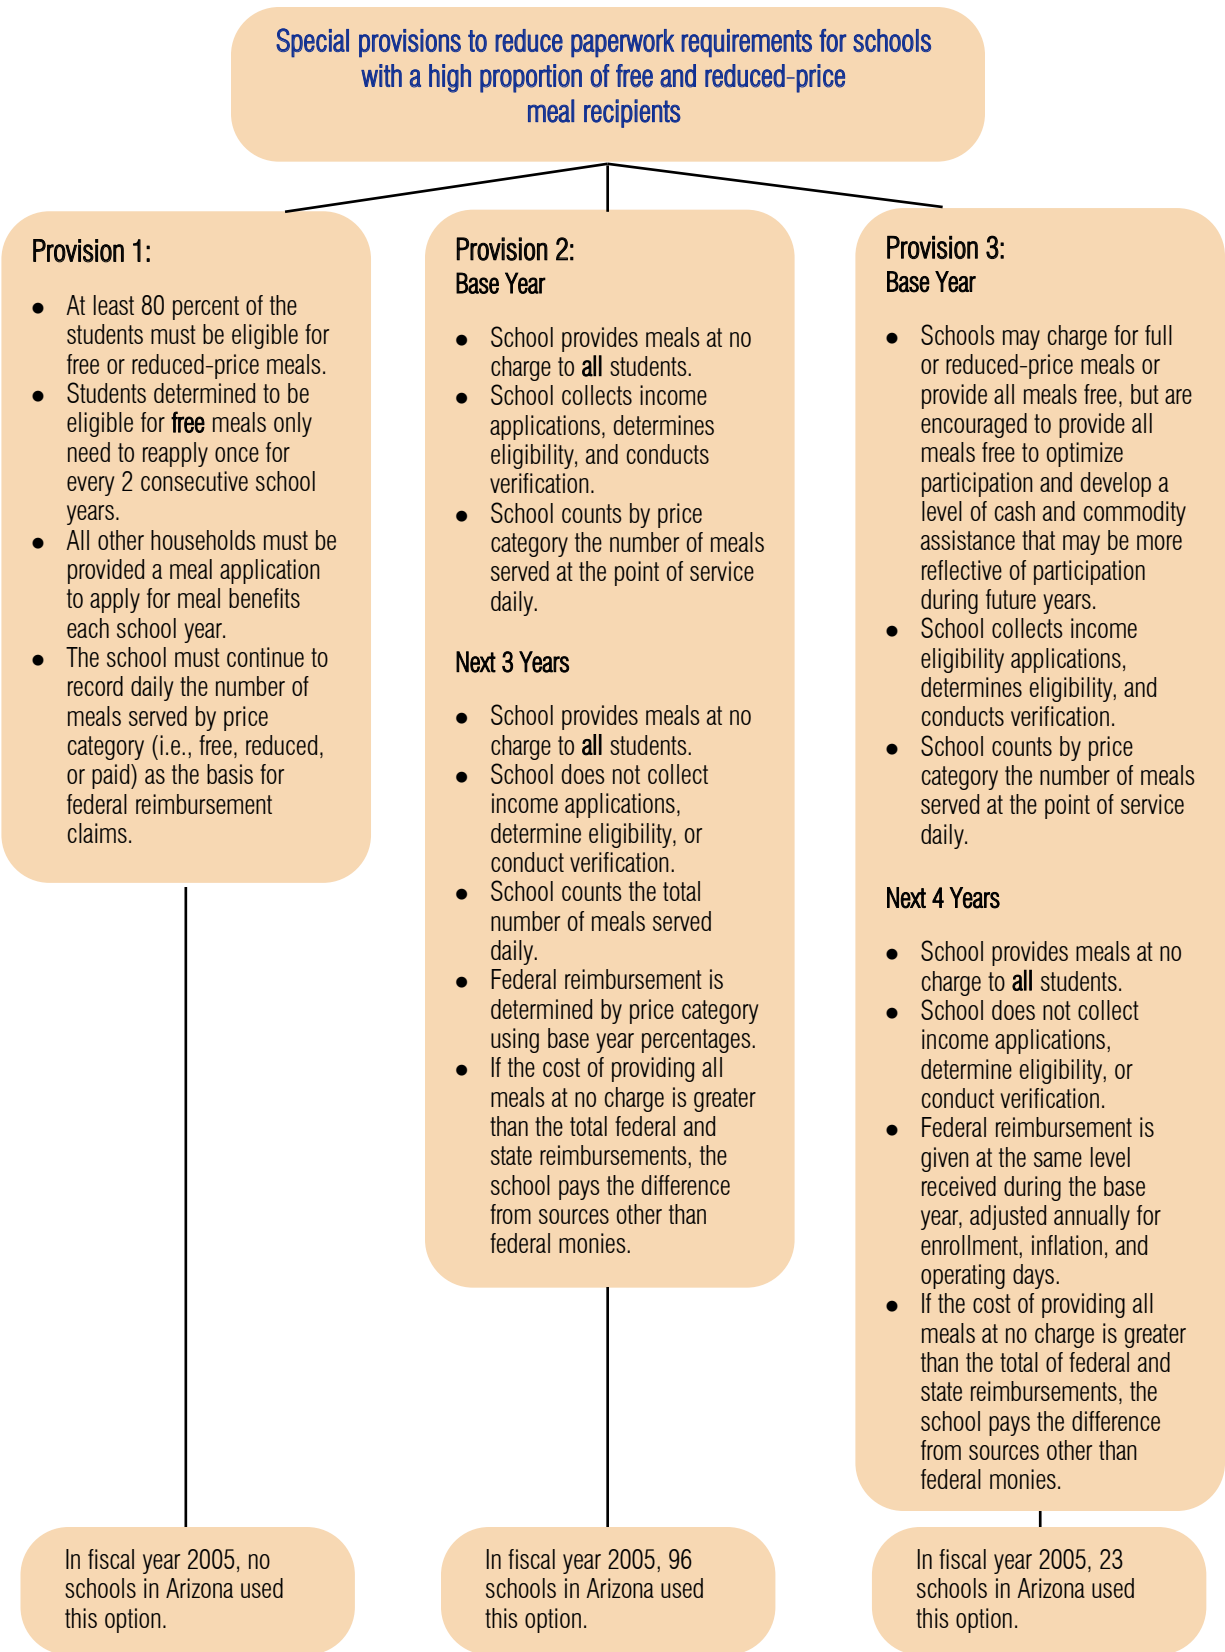 Special provisions to reduce paperwork requirements for schools
with a high proportion of free and reduced-price
meal recipients
Provision 1:
● At least 80 percent of the
students must be eligible for
free or reduced-price meals.
● Students determined to be
eligible for free meals only
need to reapply once for
every 2 consecutive school
years.
● All other households must be
provided a meal application
to apply for meal benefits
each school year.
● The school must continue to
record daily the number of
meals served by price
category (i.e., free, reduced,
or paid) as the basis for
federal reimbursement
claims.
In fiscal year 2005, no
schools in Arizona used
this option.
Provision 2:
Base Year
● School provides meals at no
charge to all students.
● School collects income
applications, determines
eligibility, and conducts
verification.
● School counts by price
category the number of meals
served at the point of service
daily.
Next 3 Years
● School provides meals at no
charge to all students.
● School does not collect
income applications,
determine eligibility, or
conduct verification.
● School counts the total
number of meals served
daily.
● Federal reimbursement is
determined by price category
using base year percentages.
● If the cost of providing all
meals at no charge is greater
than the total federal and
state reimbursements, the
school pays the difference
from sources other than
federal monies.
In fiscal year 2005, 96
schools in Arizona used
this option.
Provision 3:
Base Year
● Schools may charge for full
or reduced-price meals or
provide all meals free, but are
encouraged to provide all
meals free to optimize
participation and develop a
level of cash and commodity
assistance that may be more
reflective of participation
during future years.
● School collects income
eligibility applications,
determines eligibility, and
conducts verification.
● School counts by price
category the number of meals
served at the point of service
daily.
Next 4 Years
● School provides meals at no
charge to all students.
● School does not collect
income applications,
determine eligibility, or
conduct verification.
● Federal reimbursement is
given at the same level
received during the base
year, adjusted annually for
enrollment, inflation, and
operating days.
● If the cost of providing all
meals at no charge is greater
than the total of federal and
state reimbursements, the
school pays the difference
from sources other than
federal monies.
In fiscal year 2005, 23
schools in Arizona used
this option.